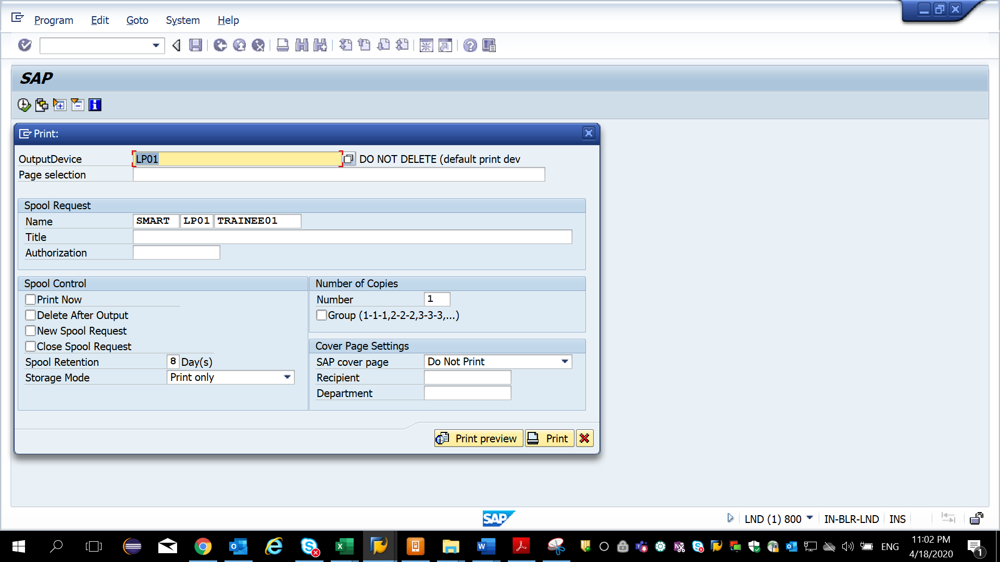 Program Edit Goto System Help
SAP
Print:
OutputDevice LP01 DO NOT DELETE (default print dev
Page selection
Spool Request
Name SMART LP01 TRAINEE01
Title
Authorization
Spool Control
Print Now
Delete After Output
New Spool Request
Close Spool Request
Spool Retention 8 Day(s)
Storage Mode Print only
Number of Copies
Number 1
Group (1-1-1,2-2-2,3-3-3,...)
Cover Page Settings
SAP cover page Do Not Print
Recipient
Department
Print preview Print
SAP
LND (1) 800 IN-BLR-LND INS
ENG
11:02 PM
4/18/2020
1